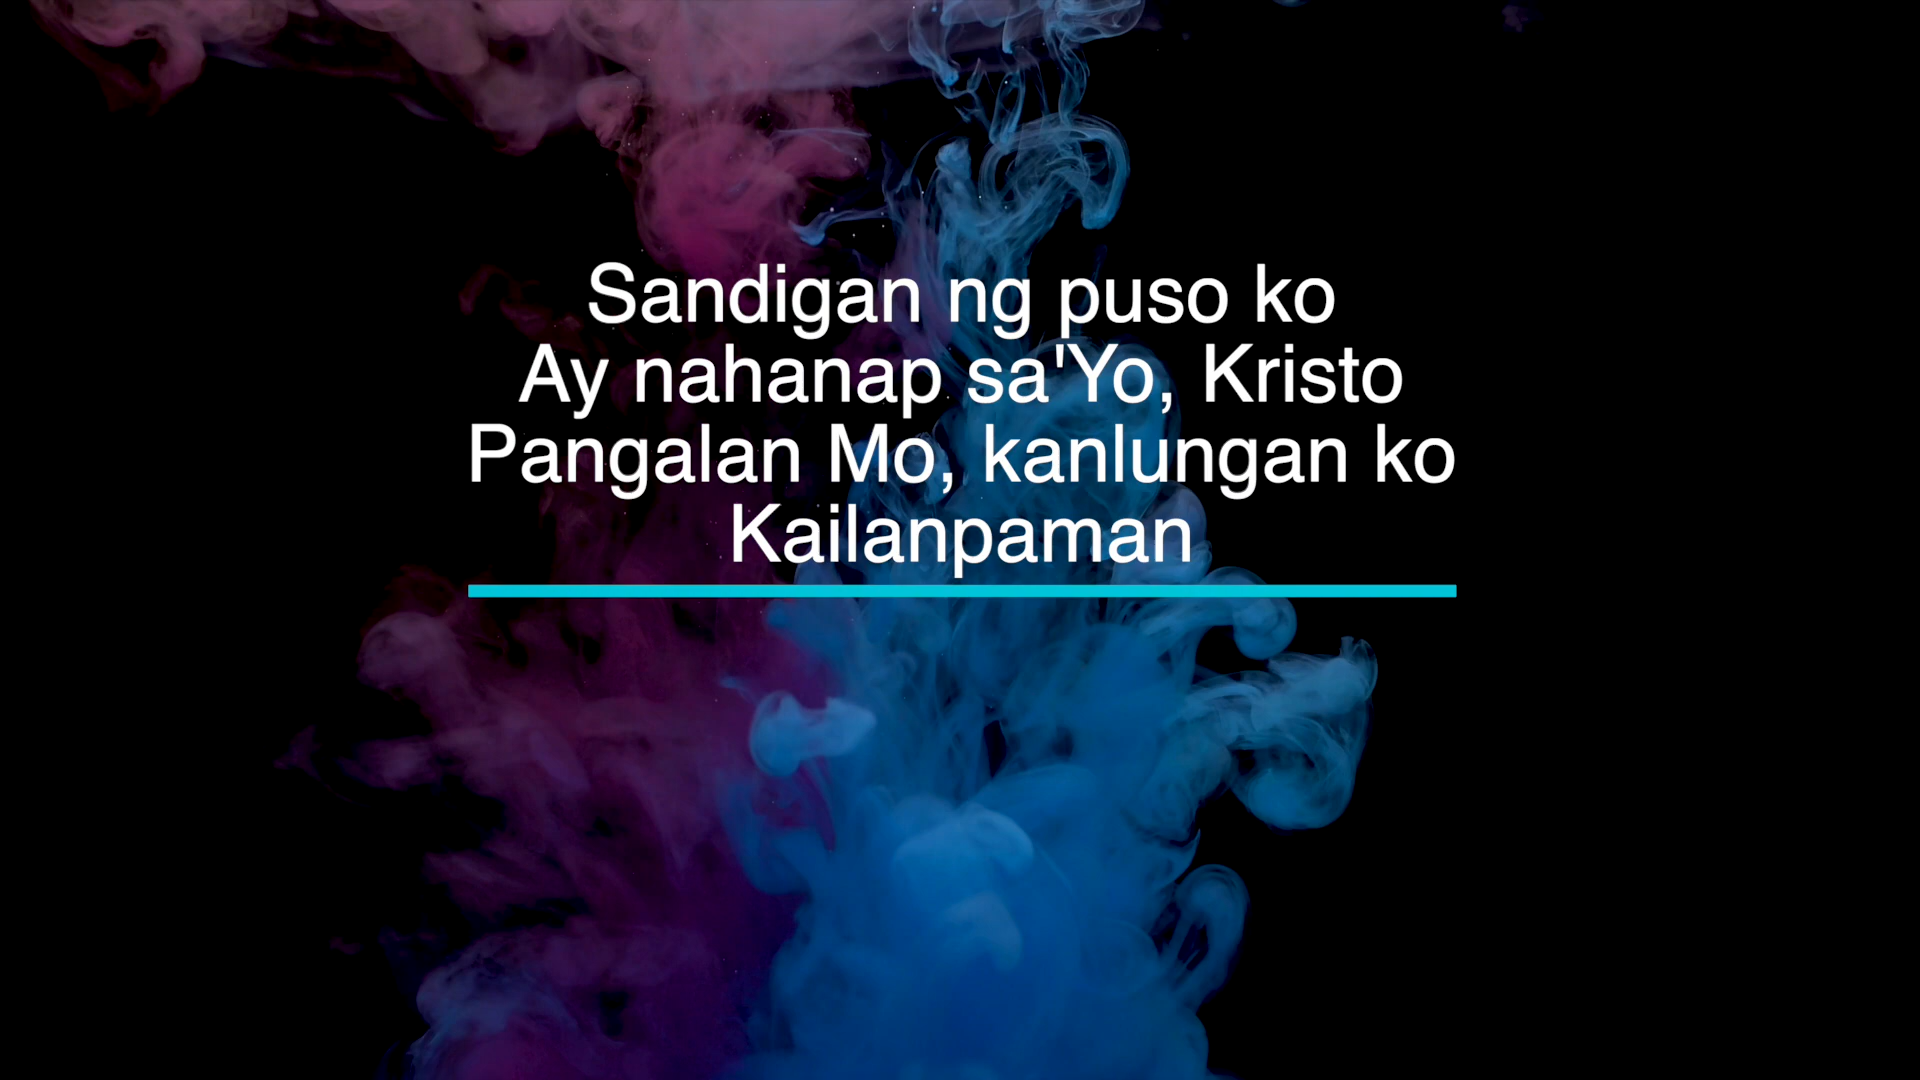 Sandigan ng puso ko
Ay nahanap sa'Yo, Kristo
Pangalan Mo, kanlungan ko
Kailanpaman